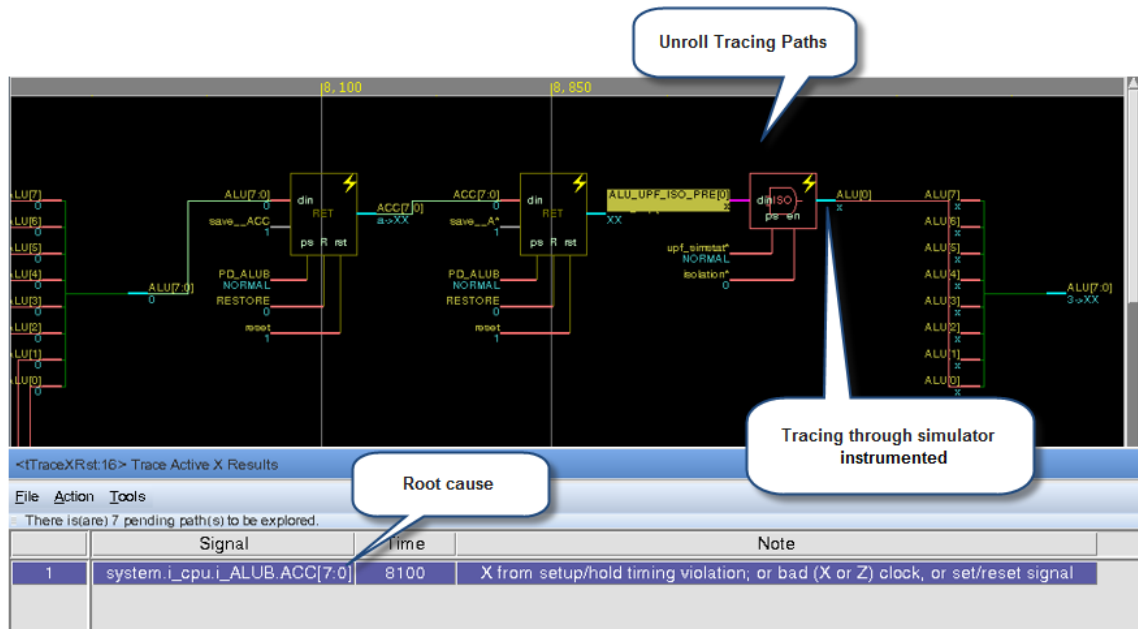 Unroll Tracing Paths
8,100
8,850
ALU[7]
0
ALU[6]
0
ALU[5]
0
ALU[4]
0
ALU[3]
0
ALU[2]
0
ALU[1]
0
ALU[0]
0
ALU[7:0]
0
ALU[7:0]
save__ACC
1
din
RET
ps R rst
PD_ALUB
NORMAL
RESTORE
0
reset
1
ACC[7:0]
a->XX
ACC[7:0]
save__A*
1
din
RET
ps R rst
PD_ALUB
NORMAL
RESTORE
0
reset
1
XX
ALU_UPF_ISO_PRE[0]
x
din ISO
ps en
upf_simstat*
NORMAL
isolation*
0
ALU[0]
x
ALU[7]
x
ALU[6]
x
ALU[5]
x
ALU[4]
x
ALU[3]
x
ALU[2]
x
ALU[1]
x
ALU[0]
x
ALU[7:0]
3->XX
Tracing through simulator
instrumented
<tTraceXRst:16> Trace Active X Results
Root cause
File Action Tools
There is(are) 7 pending path(s) to be explored.
Signal Time Note
1 system.i_cpu.i_ALUB.ACC[7:0] 8100 X from setup/hold timing violation; or bad (X or Z) clock, or set/reset signal